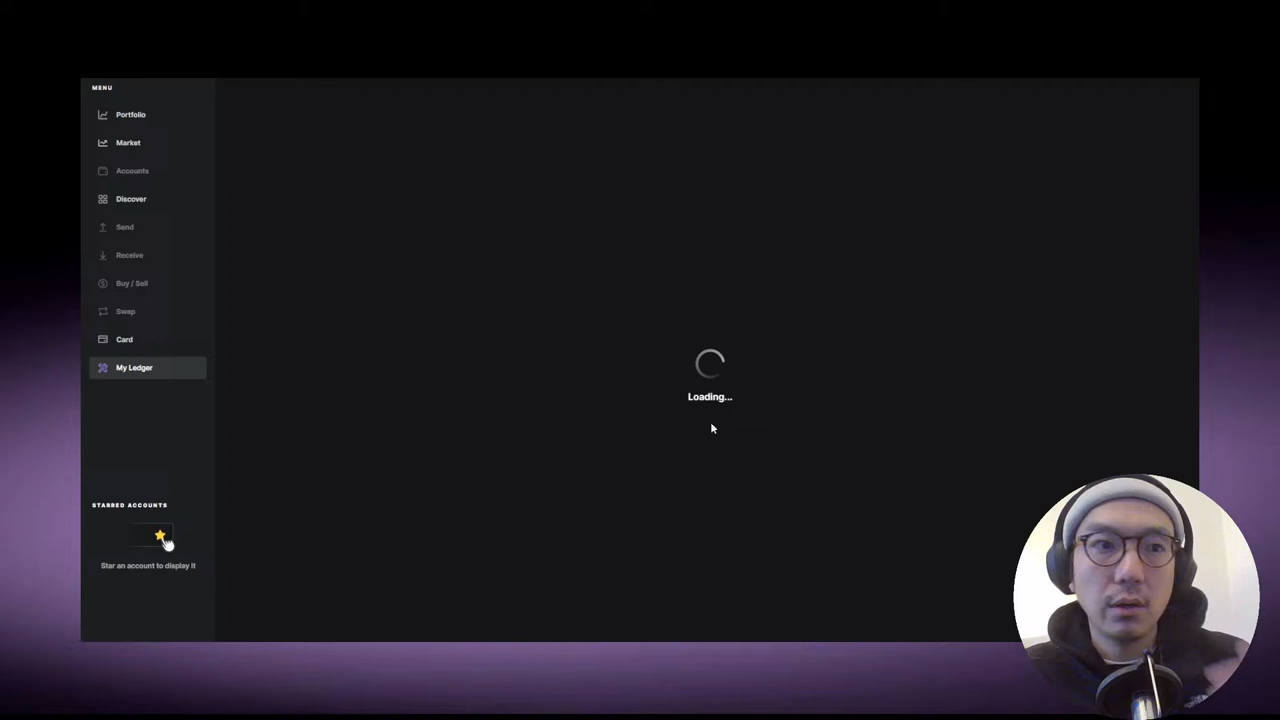 MENU
Portfolio
Market
Accounts
Discover
Send
Receive
Buy / Sell
Swap
Card
My Ledger
Loading...
STARRED ACCOUNTS
Star an account to display it